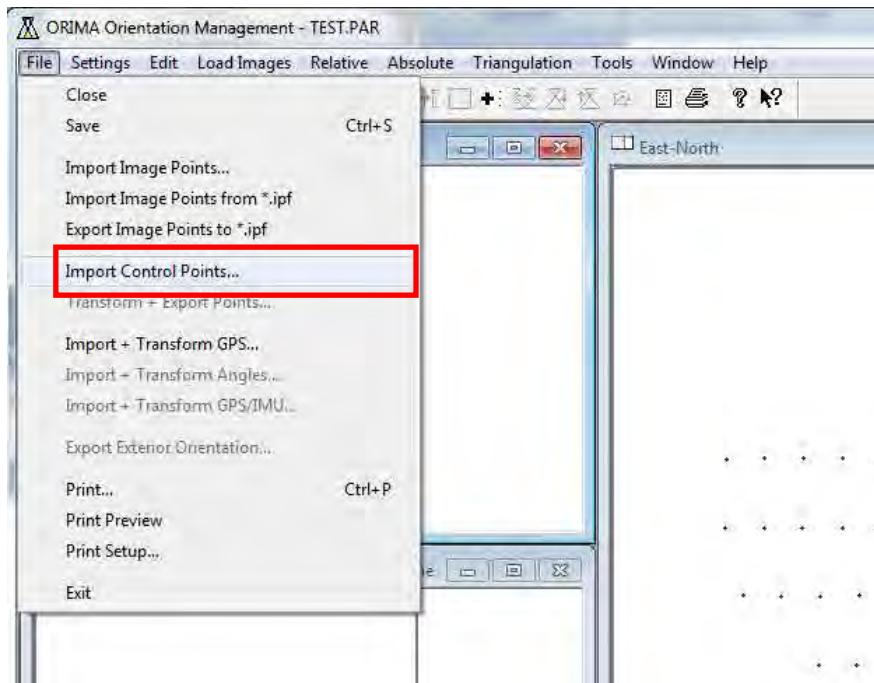 ORIMA Orientation Management - TEST.PAR
File Settings Edit Load Images Relative Absolute Triangulation Tools Window Help
Close
Save Ctrl+S
East-North
Import Image Points...
Import Image Points from *.ipf
Export Image Points to *.ipf
Import Control Points...
Transform + Export Points...
Import + Transform GPS...
Import + Transform Angles...
Import + Transform GPS/IMU...
Export Exterior Orientation...
Print... Ctrl+P
Print Preview
Print Setup...
Exit